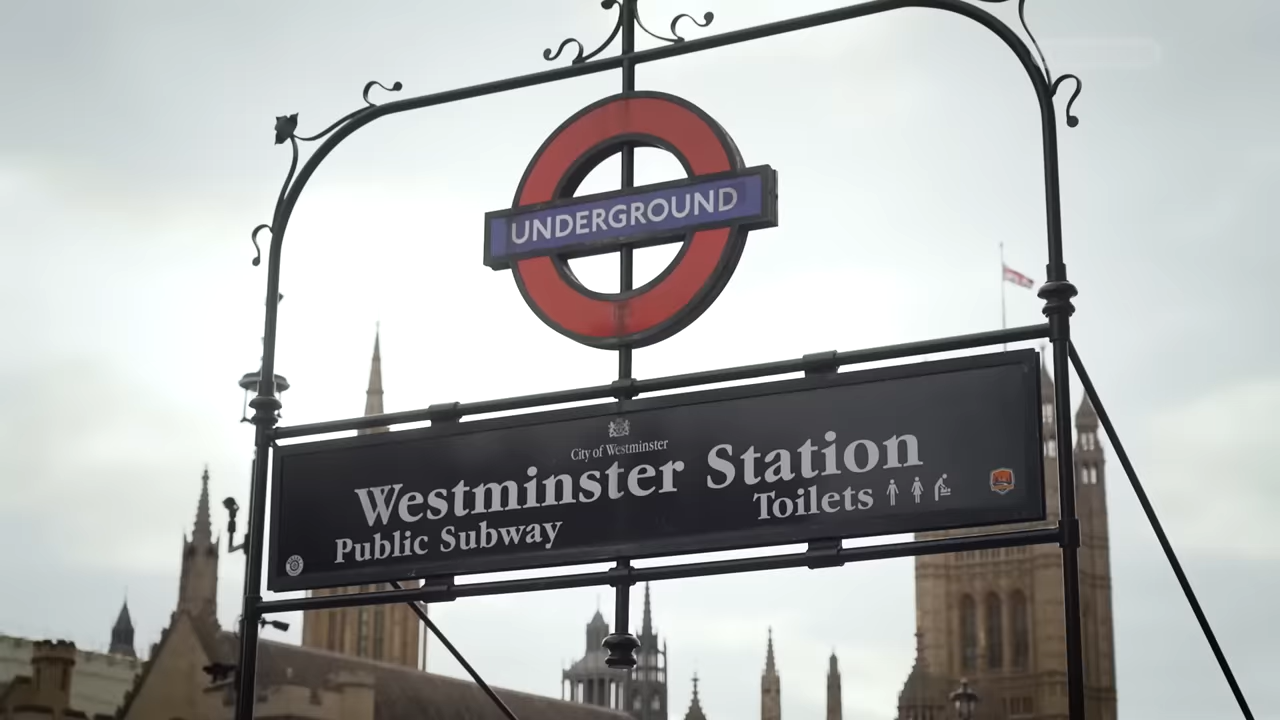 UNDERGROUND
City of Westminster
Westminster Station
Public Subway
Toilets